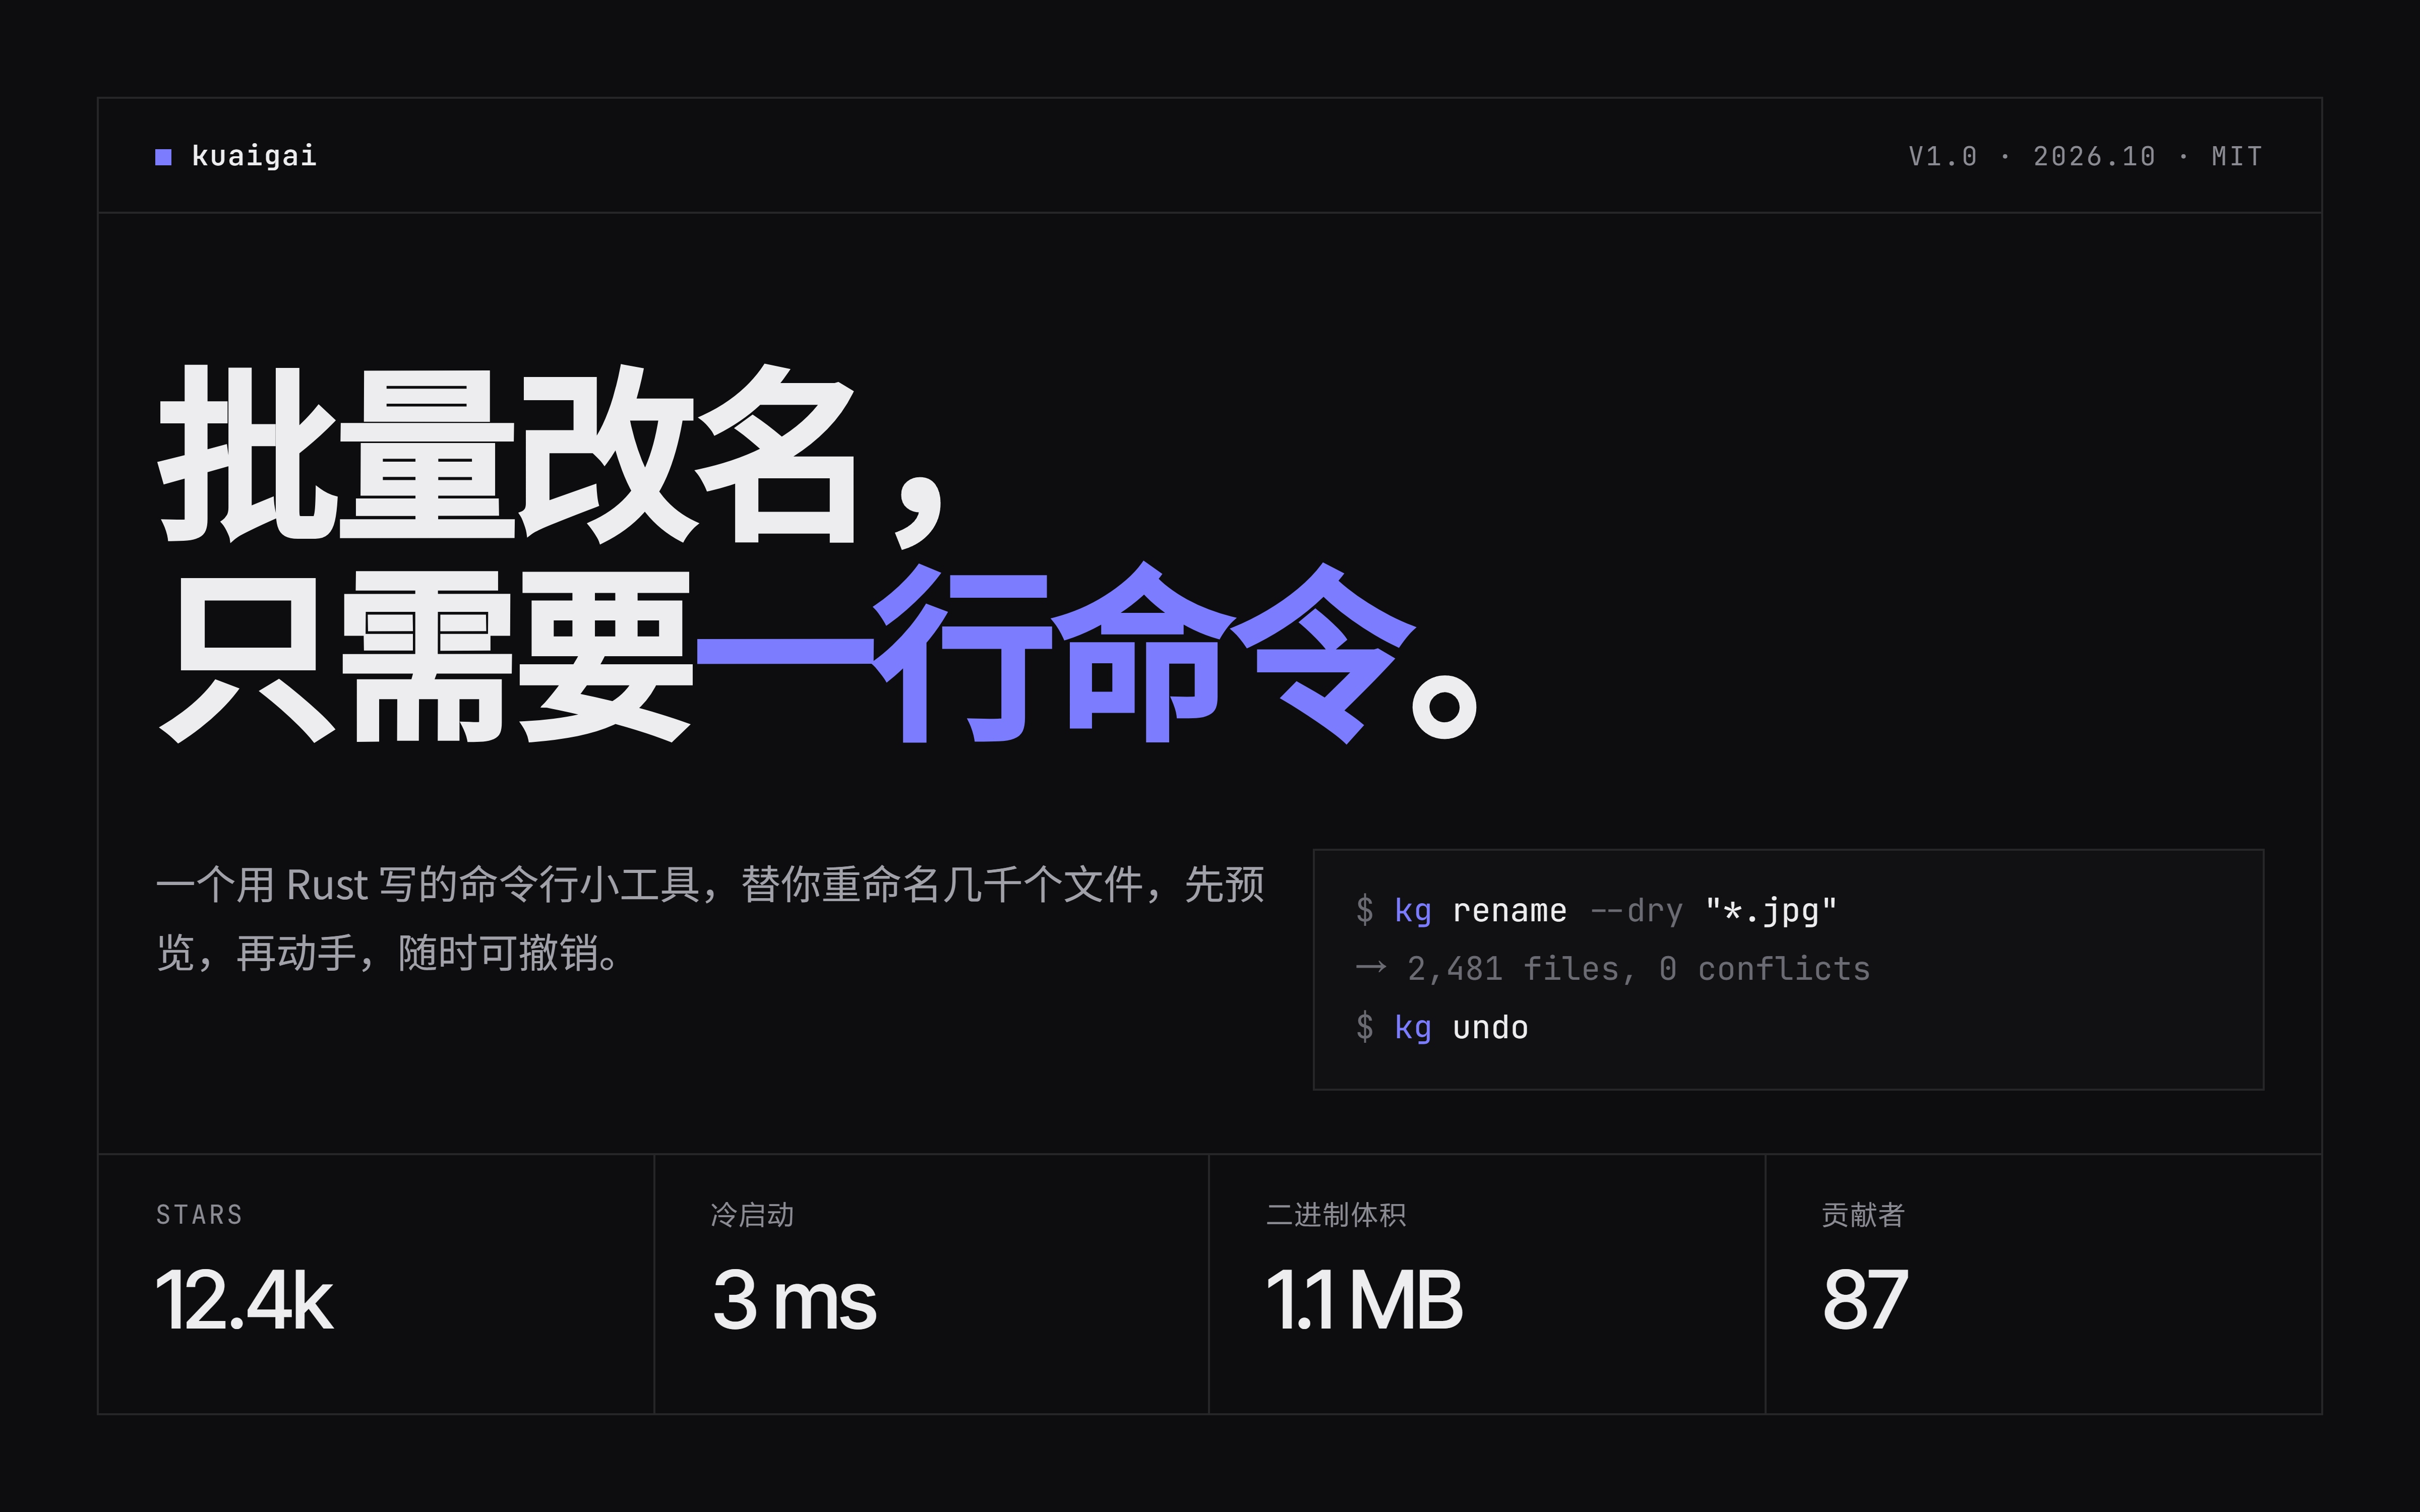 kuaigai
V1.0 · 2026.10 · MIT
批量改名，
只需要一行命令。
一个用 Rust 写的命令行小工具，替你重命名几千个文件，先预
览，再动手，随时可撤销。
$ kg rename --dry "*.jpg"
→ 2,481 files, 0 conflicts
$ kg undo
STARS
12.4k
冷启动
3 ms
二进制体积
1.1 MB
贡献者
87